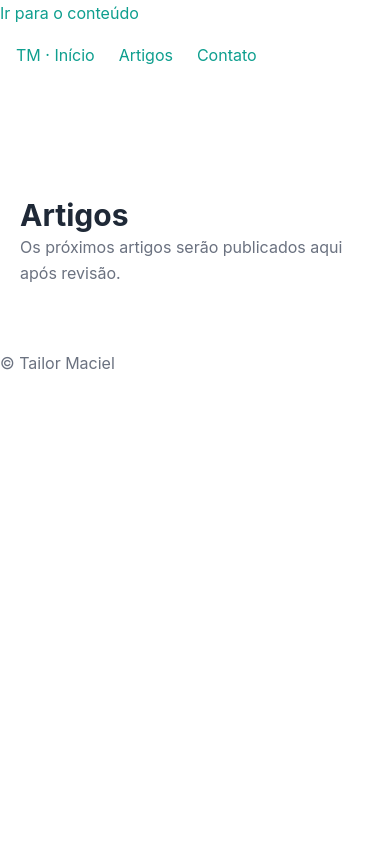 Ir para o conteúdo
TM · Início Artigos Contato
Artigos
Os próximos artigos serão publicados aqui
após revisão.
© Tailor Maciel